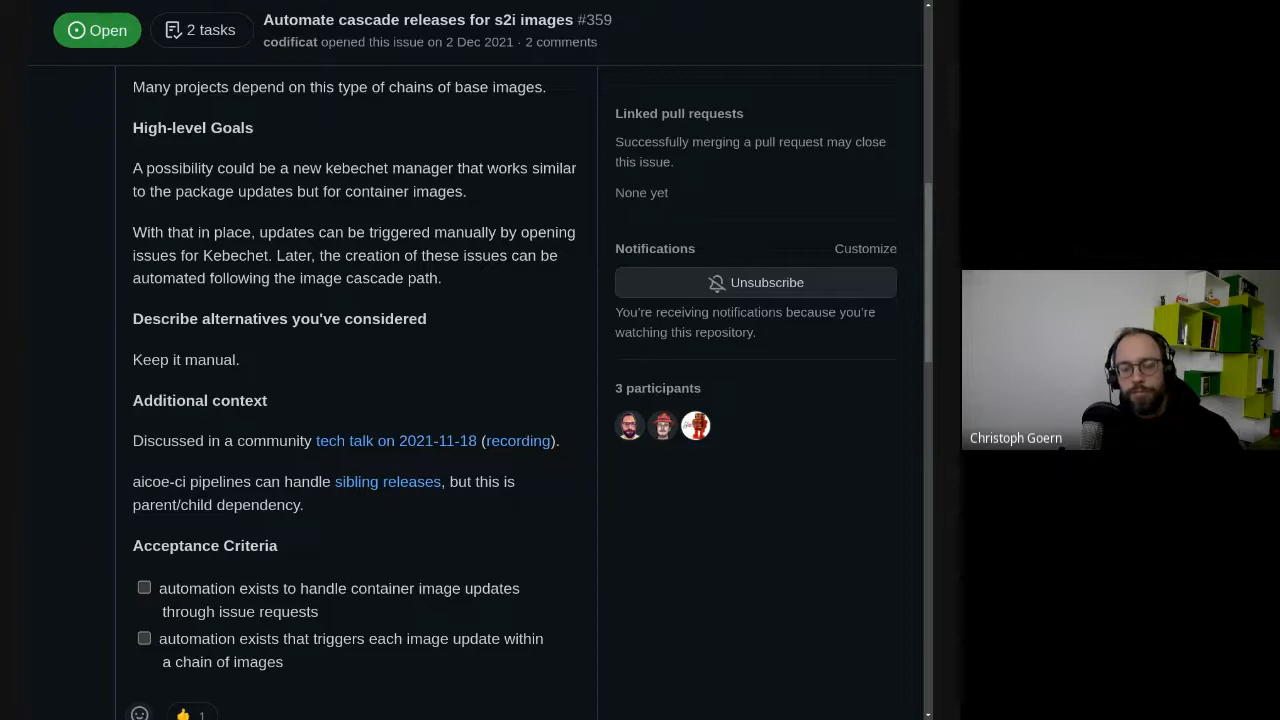 Open
2 tasks
Automate cascade releases for s2i images #359
codificat opened this issue on 2 Dec 2021 · 2 comments
Many projects depend on this type of chains of base images.
High-level Goals
A possibility could be a new kebechet manager that works similar
to the package updates but for container images.
With that in place, updates can be triggered manually by opening
issues for Kebechet. Later, the creation of these issues can be
automated following the image cascade path.
Describe alternatives you've considered
Keep it manual.
Additional context
Discussed in a community tech talk on 2021-11-18 (recording).
aicoe-ci pipelines can handle sibling releases, but this is
parent/child dependency.
Acceptance Criteria
automation exists to handle container image updates
through issue requests
automation exists that triggers each image update within
a chain of images
👍 1
Linked pull requests
Successfully merging a pull request may close
this issue.
None yet
Notifications
Customize
Unsubscribe
You're receiving notifications because you're
watching this repository.
3 participants
Christoph Goern